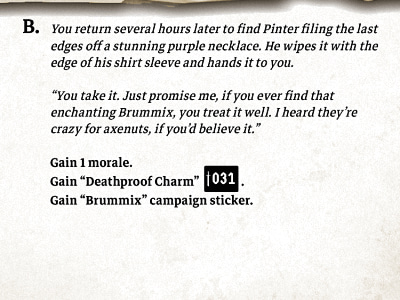 B. You return several hours later to find Pinter filing the last
edges off a stunning purple necklace. He wipes it with the
edge of his shirt sleeve and hands it to you.
“You take it. Just promise me, if you ever find that
enchanting Brummix, you treat it well. I heard they’re
crazy for axenuts, if you’d believe it.”
Gain 1 morale.
Gain “Deathproof Charm” 031 .
Gain “Brummix” campaign sticker.